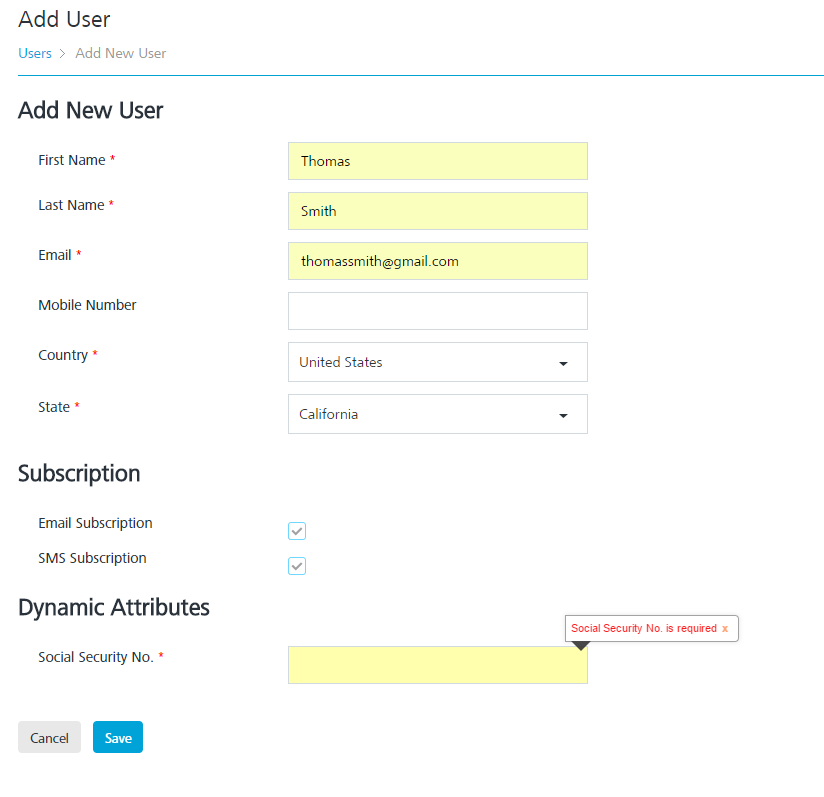 Add User
Users > Add New User
Add New User
First Name * Thomas
Last Name * Smith
Email * thomassmith@gmail.com
Mobile Number
Country * United States
State * California
Subscription
Email Subscription
SMS Subscription
Dynamic Attributes
Social Security No. is required x
Social Security No. *
Cancel Save